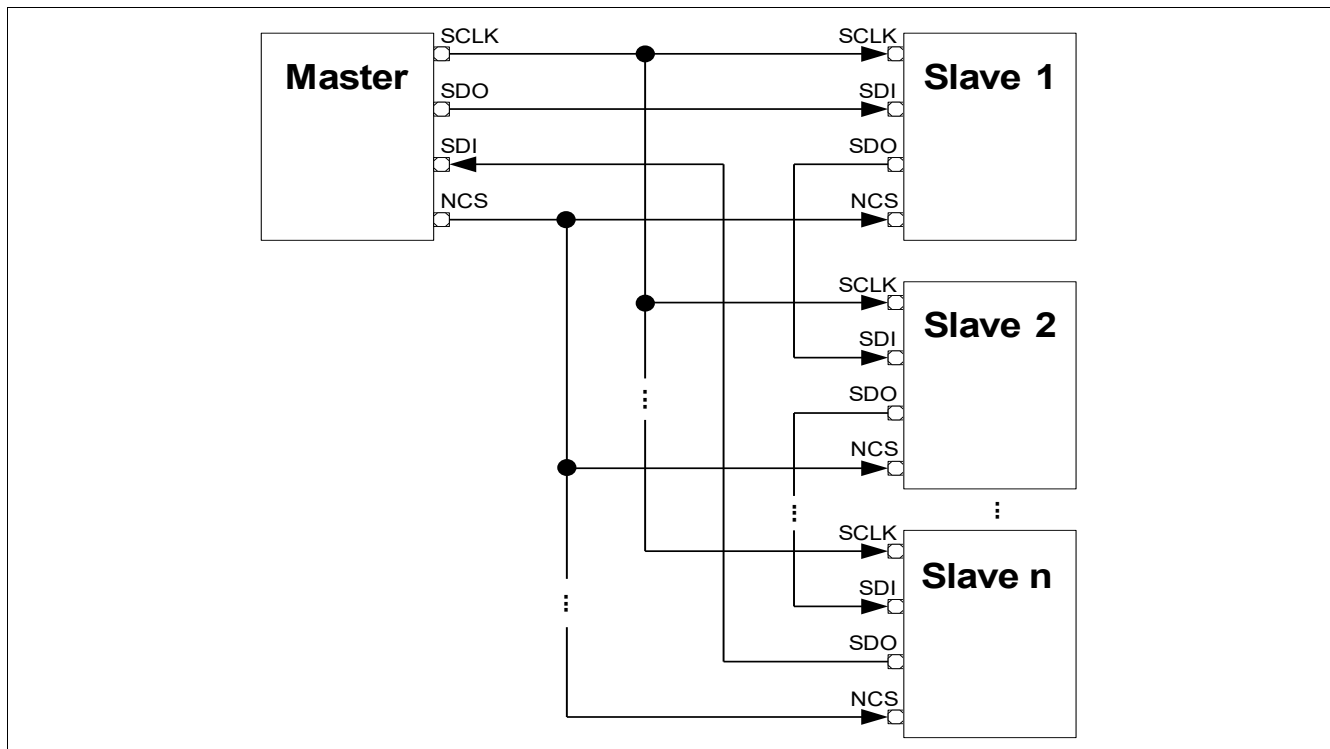 Master
SCLK
SDO
SDI
NCS
SCLK
SDI
SDO
NCS
Slave 1
SCLK
SDI
SDO
NCS
Slave 2
...
...
...
...
SCLK
SDI
SDO
NCS
Slave n